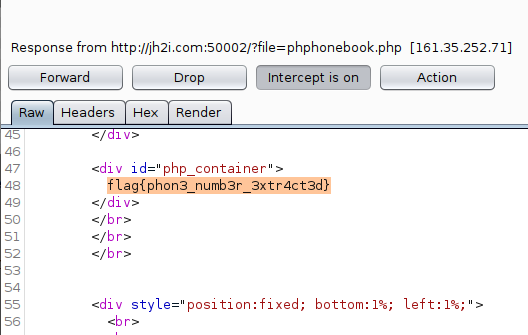 Response from http://jh2i.com:50002/?file=phphonebook.php [161.35.252.71]
Forward Drop Intercept is on Action
Raw Headers Hex Render
45 </div>
46
47 <div id="php_container">
48 flag{phon3_numb3r_3xtr4ct3d}
49 </div>
50 </br>
51 </br>
52 </br>
53
54
55 <div style="position:fixed; bottom:1%; left:1%;">
56 <br>